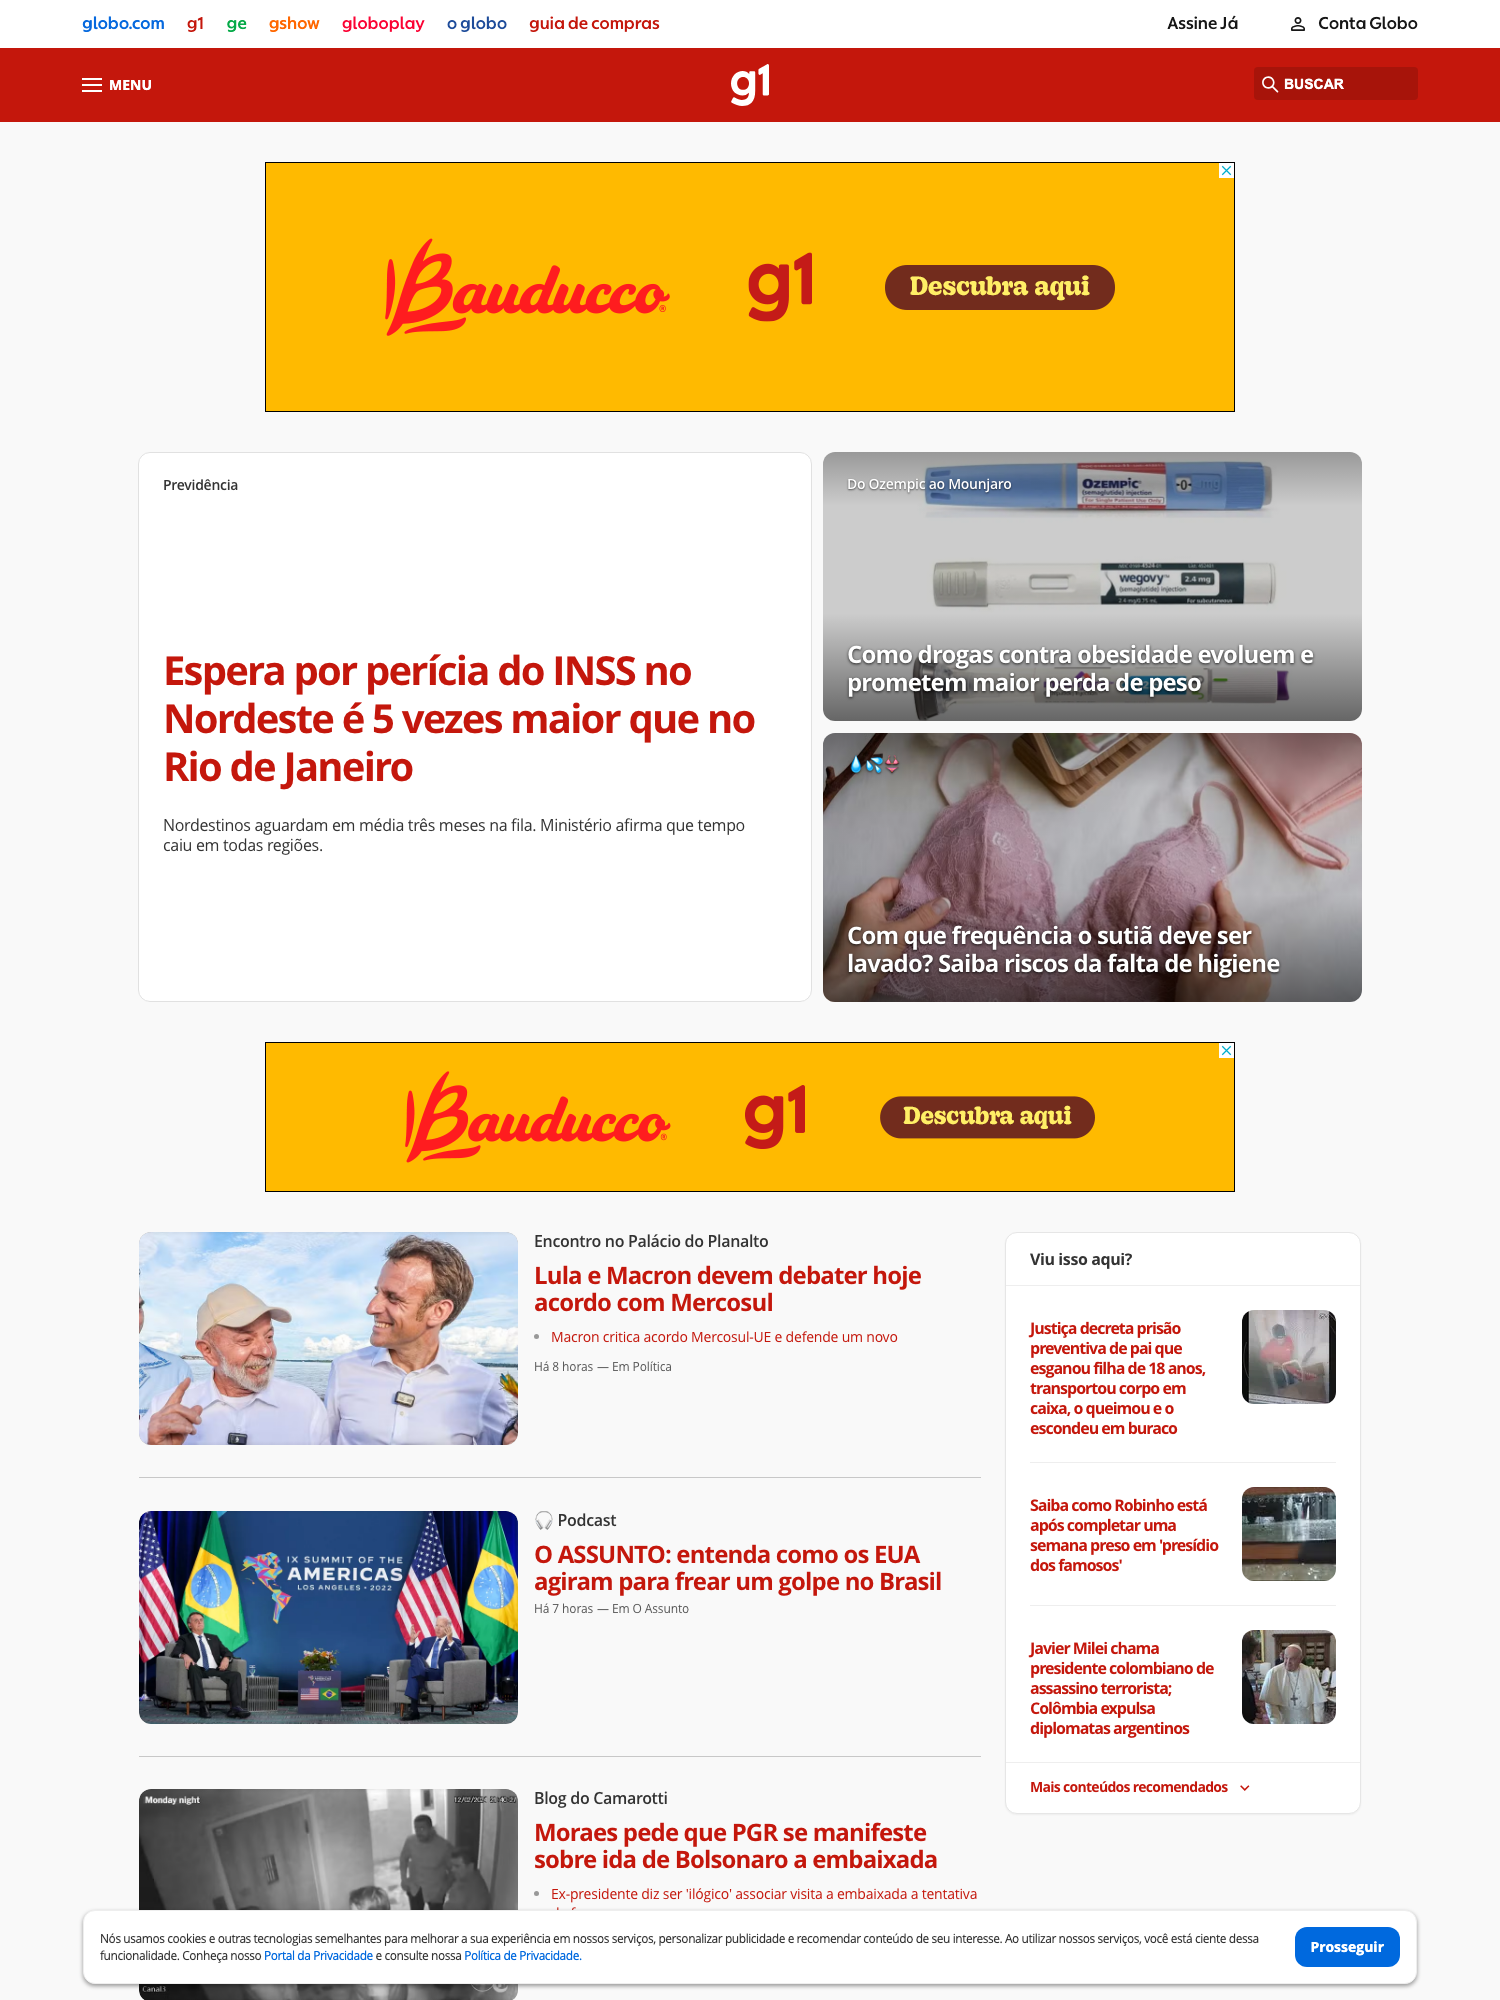 globo.com g1 ge gshow globoplay o globo guia de compras Assine Já Conta Globo
MENU g1 BUSCAR
Bauducco® g1 Descubra aqui
Previdência
Espera por perícia do INSS no
Nordeste é 5 vezes maior que no
Rio de Janeiro
Nordestinos aguardam em média três meses na fila. Ministério afirma que tempo
caiu em todas regiões.
Do Ozempic ao Mounjaro
OZEMPIC®
(semaglutide) injection
wegovy™
(semaglutide) injection
2.4 mg
Como drogas contra obesidade evoluem e
prometem maior perda de peso
💧💦👙
Com que frequência o sutiã deve ser
lavado? Saiba riscos da falta de higiene
Bauducco® g1 Descubra aqui
Encontro no Palácio do Planalto
Lula e Macron devem debater hoje
acordo com Mercosul
• Macron critica acordo Mercosul-UE e defende um novo
Há 8 horas — Em Política
IX SUMMIT OF THE
AMERICAS
LOS ANGELES • 2022
🎧 Podcast
O ASSUNTO: entenda como os EUA
agiram para frear um golpe no Brasil
Há 7 horas — Em O Assunto
Monday night
Canal3
Blog do Camarotti
Moraes pede que PGR se manifeste
sobre ida de Bolsonaro a embaixada
• Ex-presidente diz ser 'ilógico' associar visita a embaixada a tentativa
Viu isso aqui?
Justiça decreta prisão
preventiva de pai que
esganou filha de 18 anos,
transportou corpo em
caixa, o queimou e o
escondeu em buraco
Saiba como Robinho está
após completar uma
semana preso em 'presídio
dos famosos'
Javier Milei chama
presidente colombiano de
assassino terrorista;
Colômbia expulsa
diplomatas argentinos
Mais conteúdos recomendados
Nós usamos cookies e outras tecnologias semelhantes para melhorar a sua experiência em nossos serviços, personalizar publicidade e recomendar conteúdo de seu interesse. Ao utilizar nossos serviços, você está ciente dessa
funcionalidade. Conheça nosso Portal da Privacidade e consulte nossa Política de Privacidade.
Prosseguir